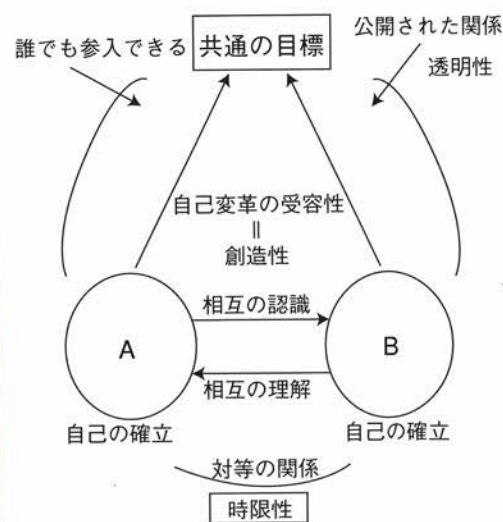 誰でも参入できる
共通の目標
公開された関係
透明性
自己変革の受容性
＝
創造性
A
相互の認識
B
相互の理解
自己の確立
自己の確立
対等の関係
時限性